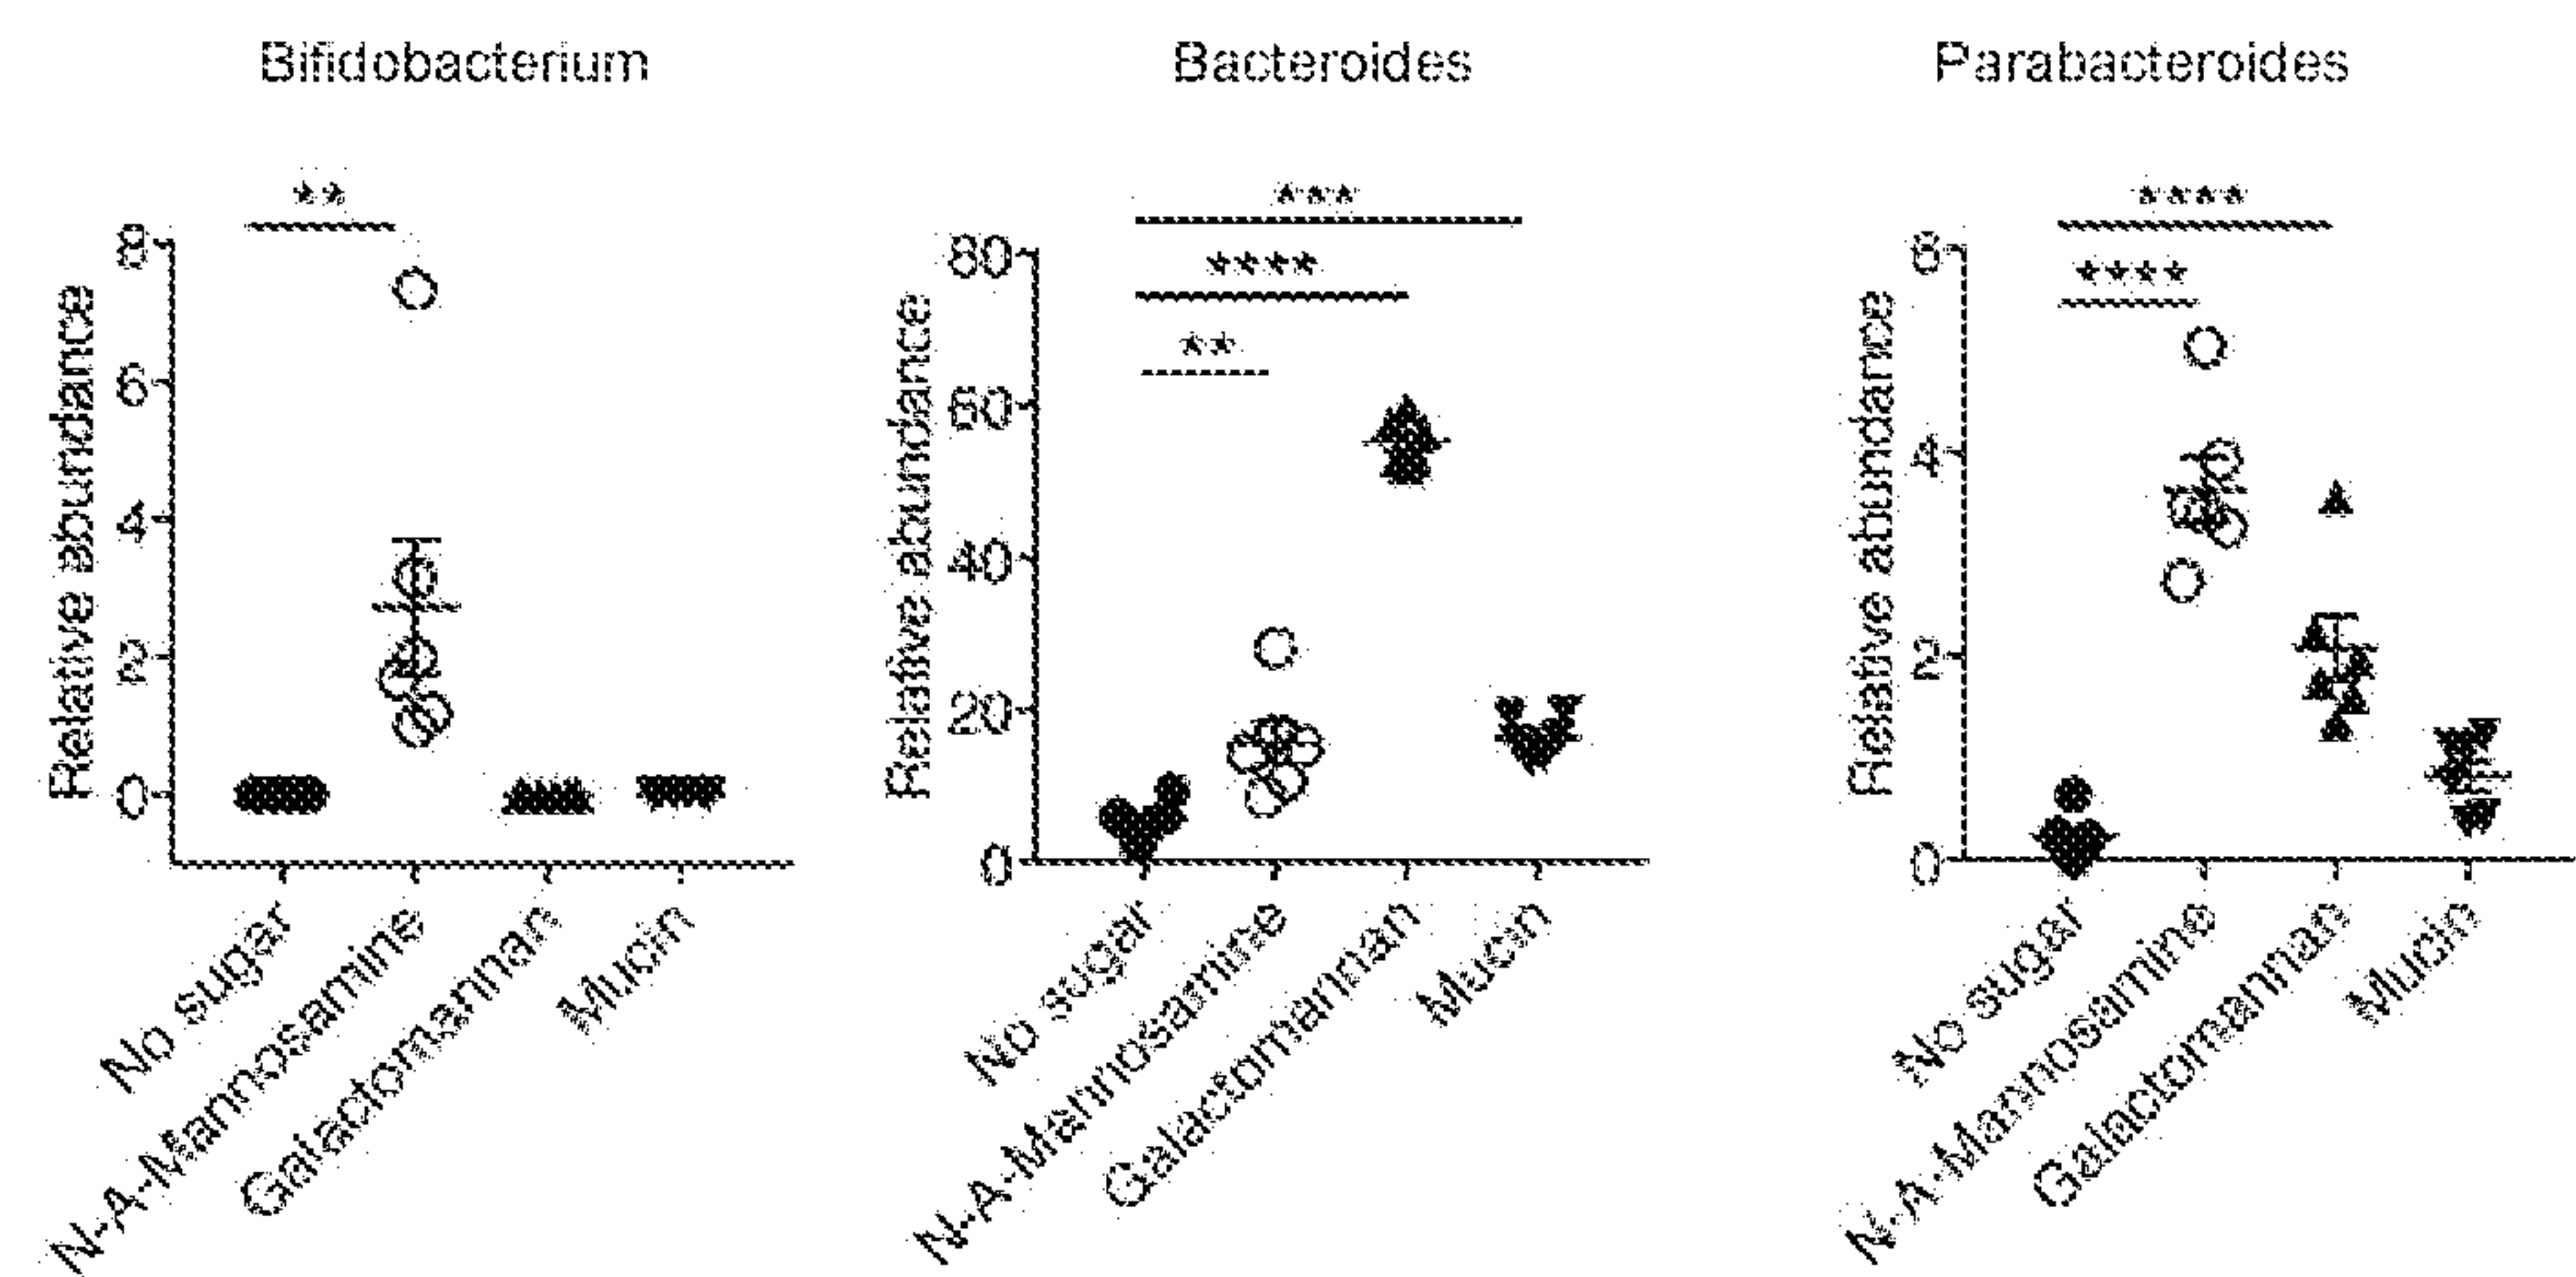 Bifidobacterium
**
8
6
4
2
0
Relative abundance
No sugar
N-A-Mannosamine
Galactomannan
Mucin
Bacteroides
***
****
**
80
60
40
20
0
Relative abundance
No sugar
N-A-Mannosamine
Galactomannan
Mucin
Parabacteroides
****
****
6
4
2
0
Relative abundance
No sugar
N-A-Mannosamine
Galactomannan
Mucin